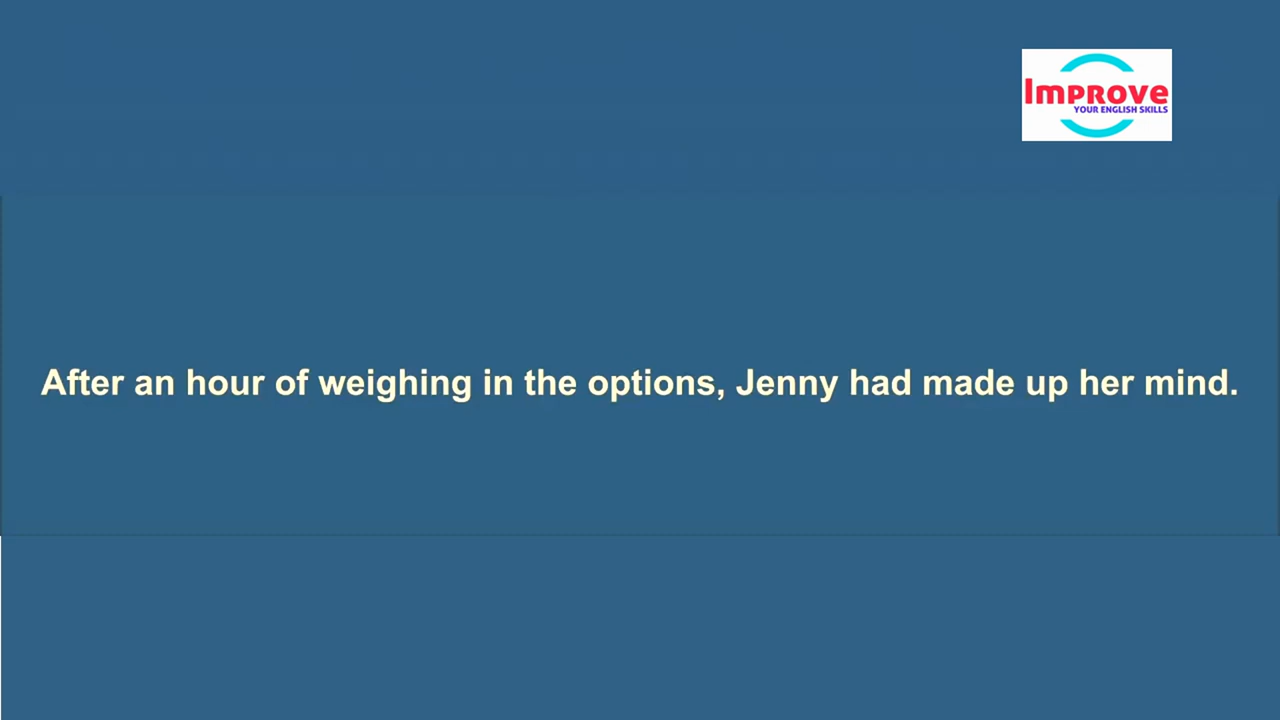 Improve
YOUR ENGLISH SKILLS
After an hour of weighing in the options, Jenny had made up her mind.